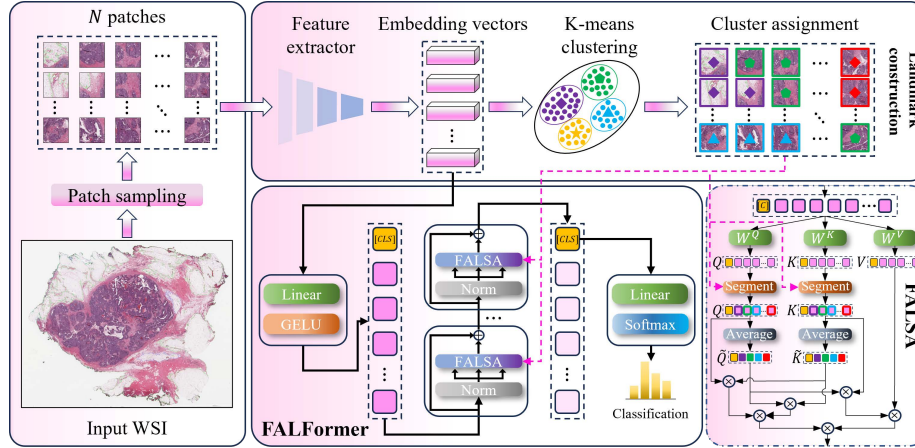 N patches
Patch sampling
Input WSI
Feature
extractor
Embedding vectors
K-means
clustering
Cluster assignment
Landmark
construction
[CLS]
Linear
GELU
FALSA
Norm
...
FALSA
Norm
[CLS]
Linear
Softmax
Classification
FALFormer
C
W^Q
W^K
W^V
Q
K
V
Segment
Segment
Q
K
Average
Average
Q̃
K̃
FALSA